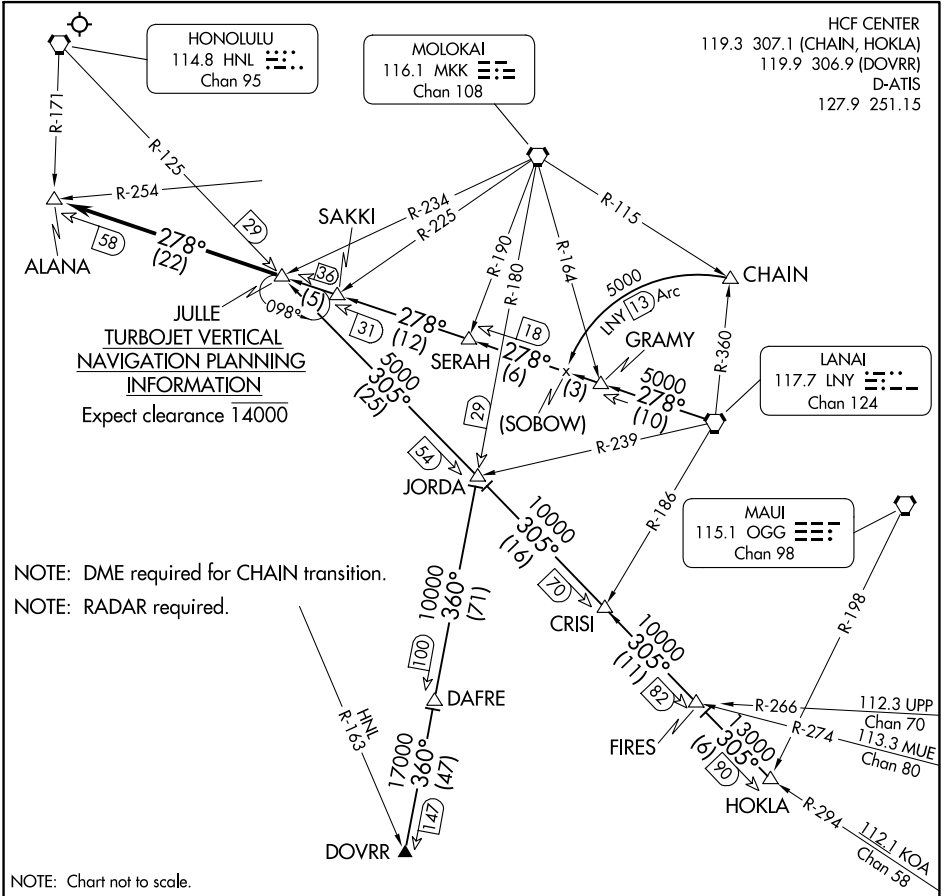 HCF CENTER
119.3 307.1 (CHAIN, HOKLA)
119.9 306.9 (DOVRR)
D-ATIS
127.9 251.15
HONOLULU
114.8 HNL
Chan 95
MOLOKAI
116.1 MKK
Chan 108
R-171
R-125
R-254
R-234
R-225
R-115
R-190
R-180
R-164
SAKKI
29
58
278°
(22)
ALANA
36
(5)
JULLE
098°
31
278°
(12)
SERAH
18
278°
(6)
5000
LNY 13 Arc
CHAIN
GRAMY
(3)
(SOBOW)
5000
278°
(10)
R-360
LANAI
117.7 LNY
Chan 124
TURBOJET VERTICAL
NAVIGATION PLANNING
INFORMATION
Expect clearance 14000
5000
305°
(25)
29
54
JORDA
R-239
R-186
MAUI
115.1 OGG
Chan 98
R-198
10000
305°
(16)
70
CRISI
NOTE: DME required for CHAIN transition.
NOTE: RADAR required.
10000
360°
(71)
100
DAFRE
10000
305°
(11)
82
FIRES
R-266
112.3 UPP
Chan 70
R-274
113.3 MUE
Chan 80
13000
305°
(6)
90
HOKLA
R-294
112.1 KOA
Chan 58
HNL
R-163
17000
360°
(47)
147
DOVRR
NOTE: Chart not to scale.